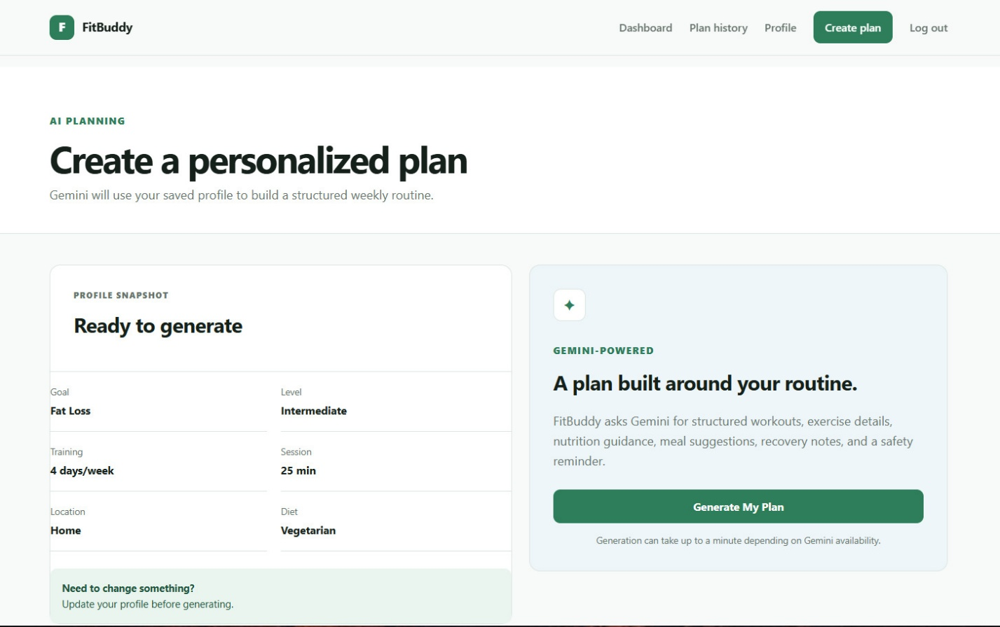 F FitBuddy
Dashboard Plan history Profile Create plan Log out
AI PLANNING
Create a personalized plan
Gemini will use your saved profile to build a structured weekly routine.
PROFILE SNAPSHOT
Ready to generate
Goal
Fat Loss
Level
Intermediate
Training
4 days/week
Session
25 min
Location
Home
Diet
Vegetarian
Need to change something?
Update your profile before generating.
GEMINI-POWERED
A plan built around your routine.
FitBuddy asks Gemini for structured workouts, exercise details,
nutrition guidance, meal suggestions, recovery notes, and a safety
reminder.
Generate My Plan
Generation can take up to a minute depending on Gemini availability.